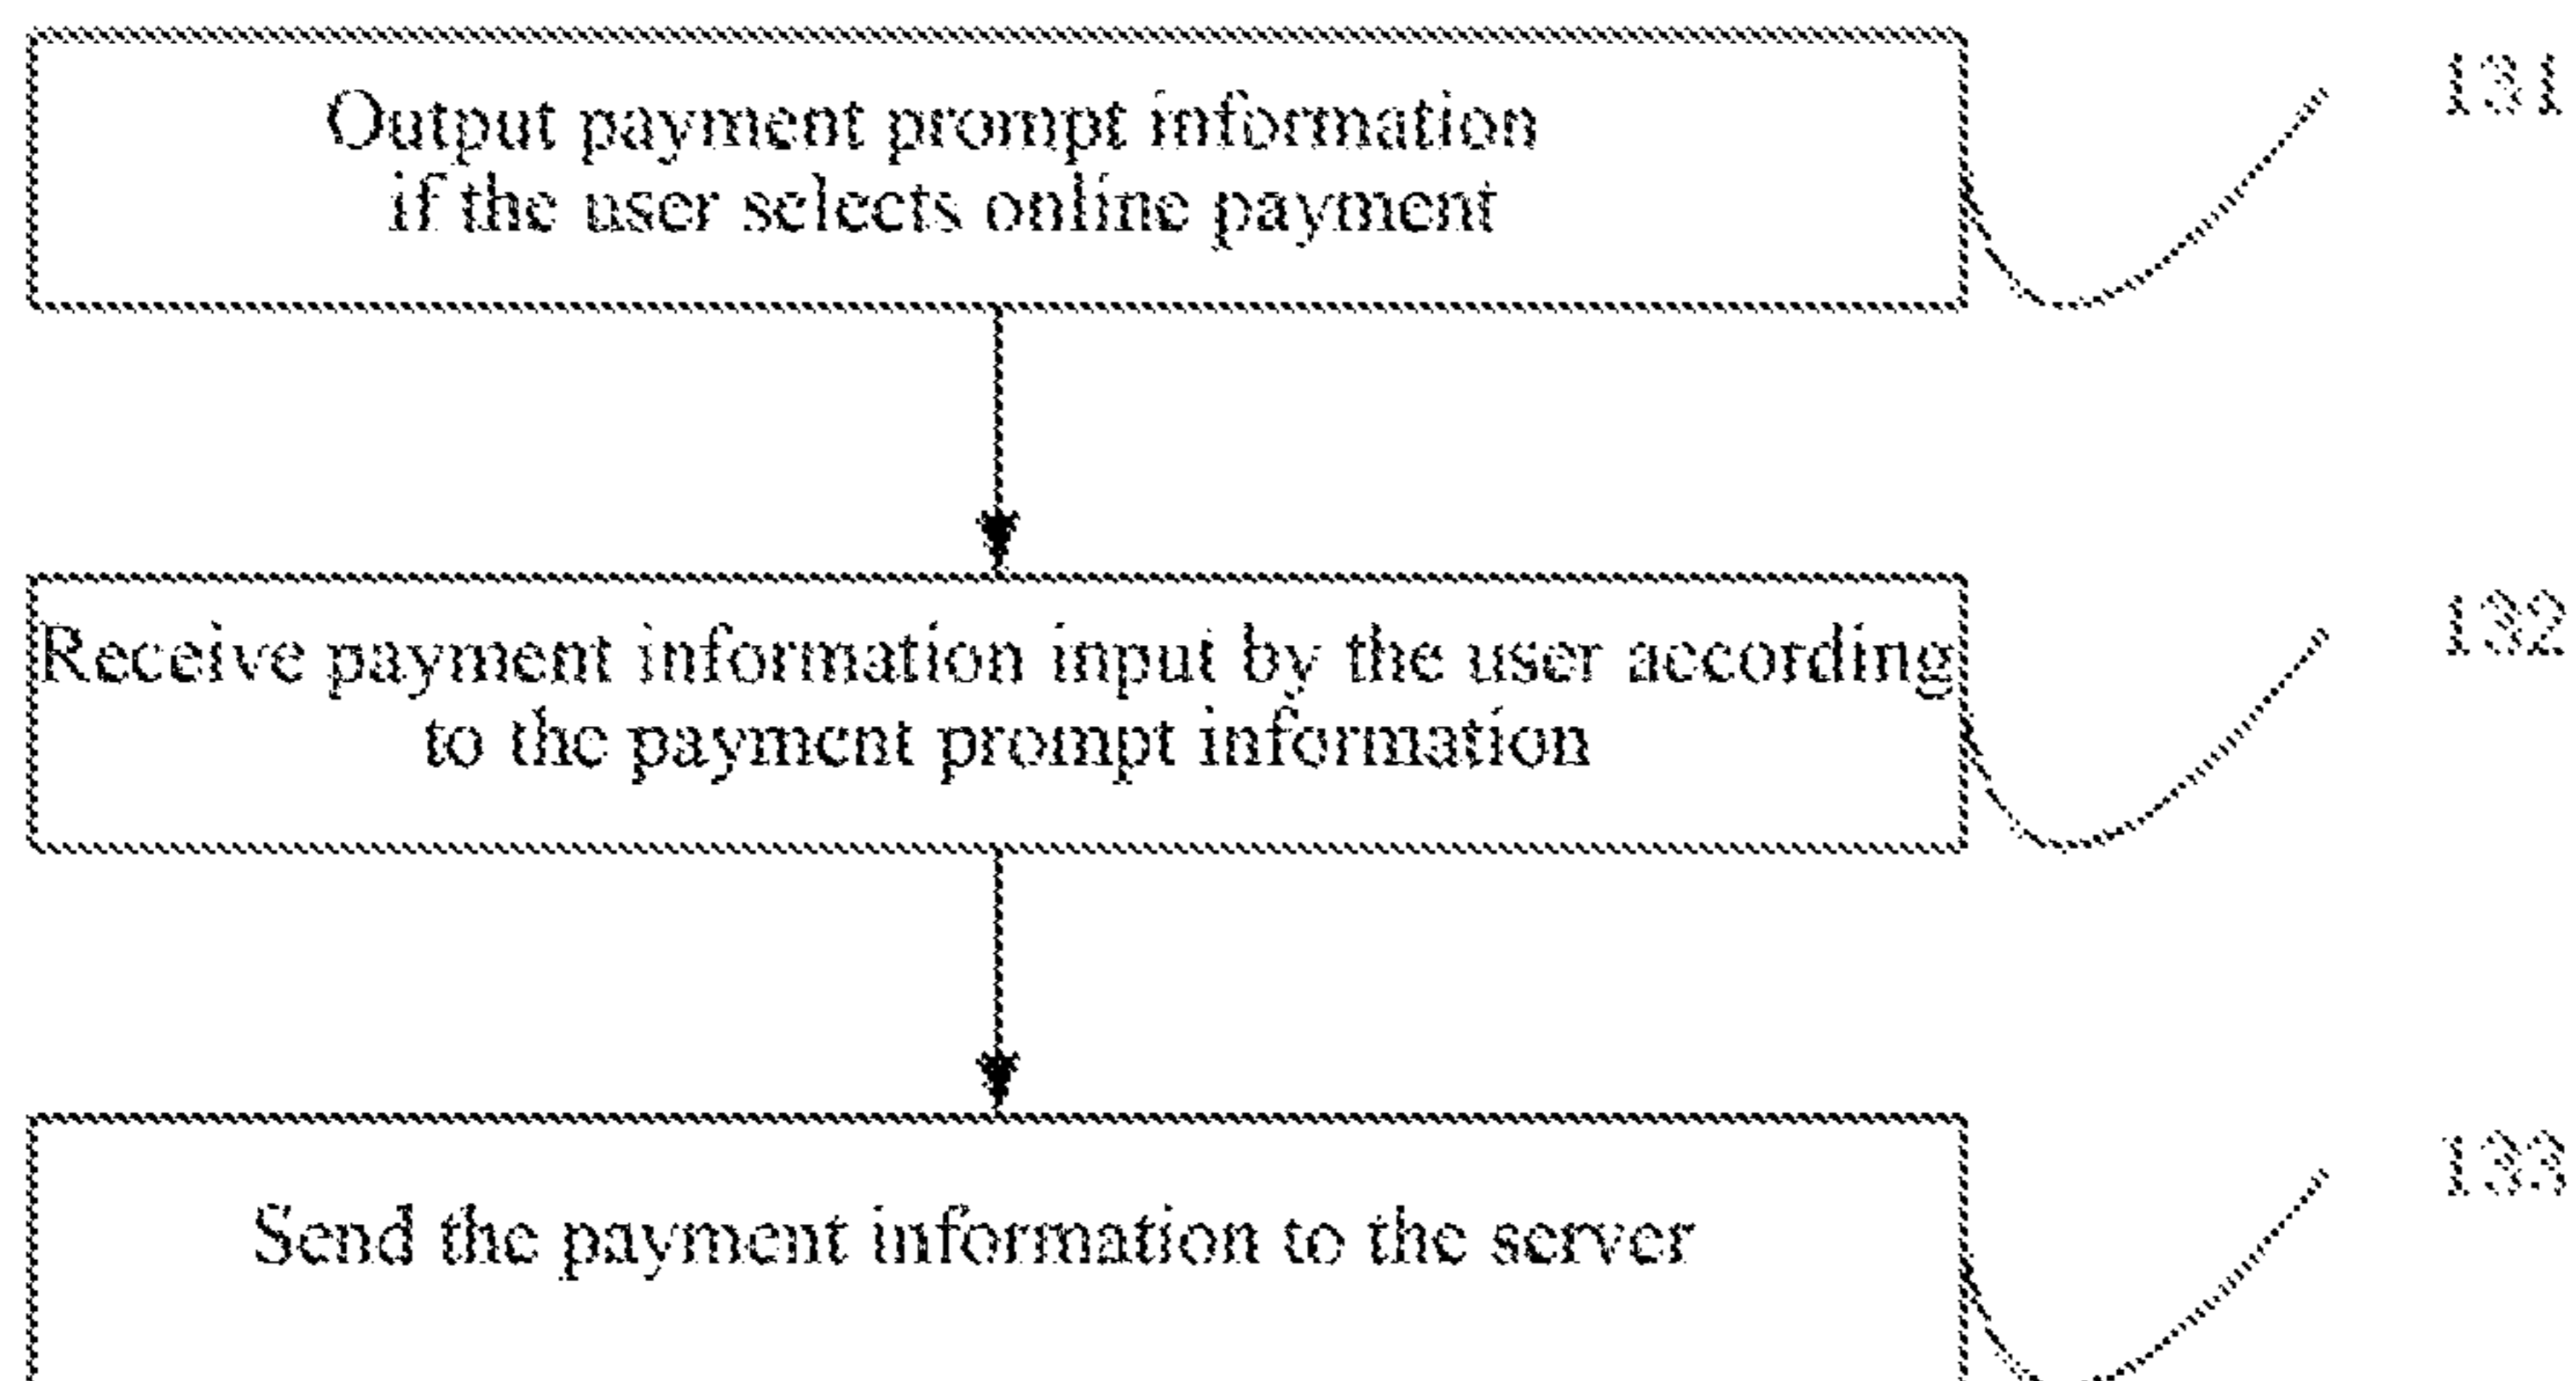 Output payment prompt information
if the user selects online payment
131
Receive payment information input by the user according
to the payment prompt information
132
Send the payment information to the server
133